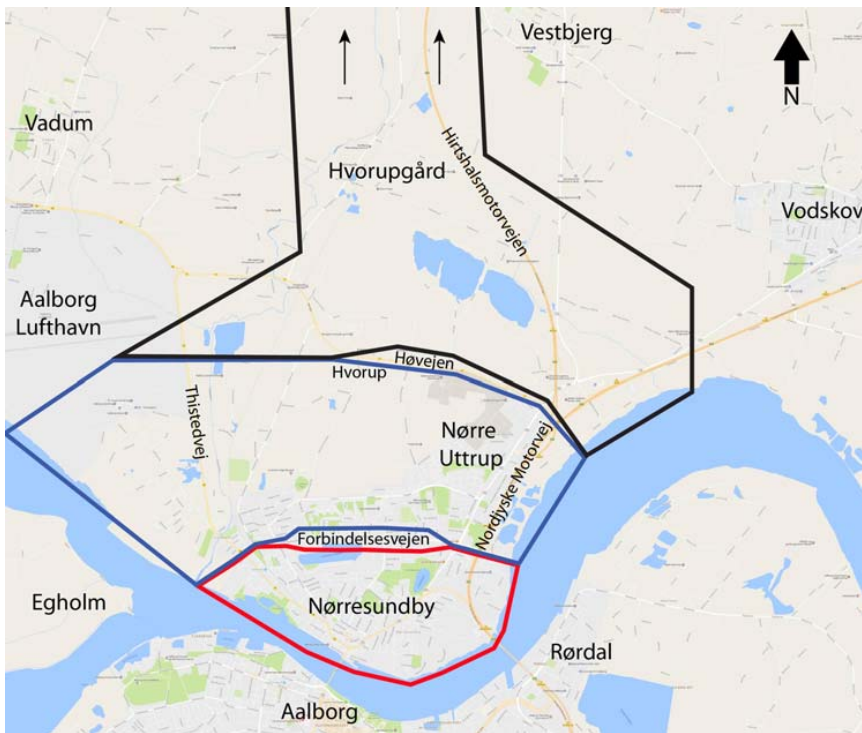 Vestbjerg
N
Vadum
Hvorupgård
Hirtshalsmotorvejen
Vodskov
Aalborg
Lufthavn
Høvejen
Hvorup
Thistedvej
Nørre
Uttrup
Nordjyske Motorvej
Forbindelsesvejen
Egholm
Nørresundby
Rørdal
Aalborg